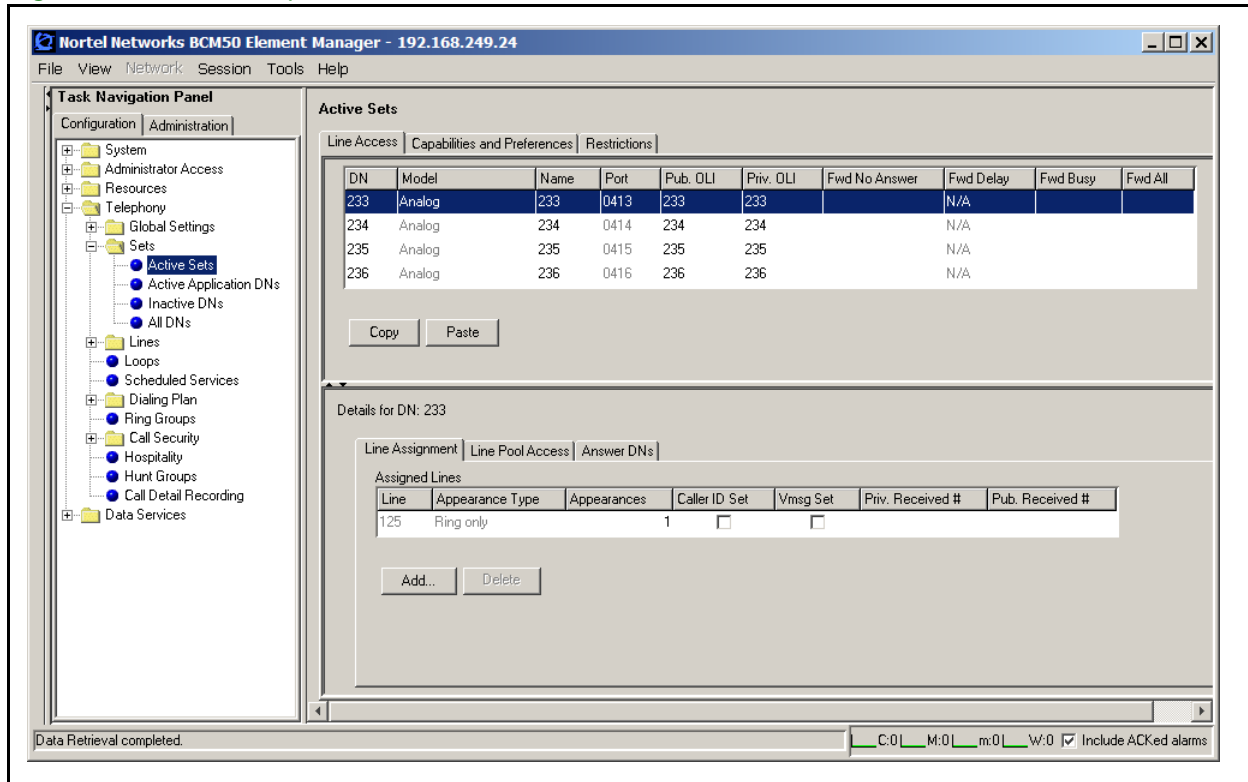 Nortel Networks BCM50 Element Manager - 192.168.249.24
File View Network Session Tools Help
Task Navigation Panel
Configuration Administration
System
Administrator Access
Resources
Telephony
Global Settings
Sets
Active Sets
Active Application DNs
Inactive DNs
All DNs
Lines
Loops
Scheduled Services
Dialing Plan
Ring Groups
Call Security
Hospitality
Hunt Groups
Call Detail Recording
Data Services
Active Sets
Line Access Capabilities and Preferences Restrictions
DN Model Name Port Pub. OLI Priv. OLI Fwd No Answer Fwd Delay Fwd Busy Fwd All
233 Analog 233 0413 233 233 N/A
234 Analog 234 0414 234 234 N/A
235 Analog 235 0415 235 235 N/A
236 Analog 236 0416 236 236 N/A
Copy Paste
Details for DN: 233
Line Assignment Line Pool Access Answer DNs
Assigned Lines
Line Appearance Type Appearances Caller ID Set Vmsg Set Priv. Received # Pub. Received #
125 Ring only 1
Add... Delete
Data Retrieval completed.
C:0 M:0 m:0 W:0 Include ACKed alarms